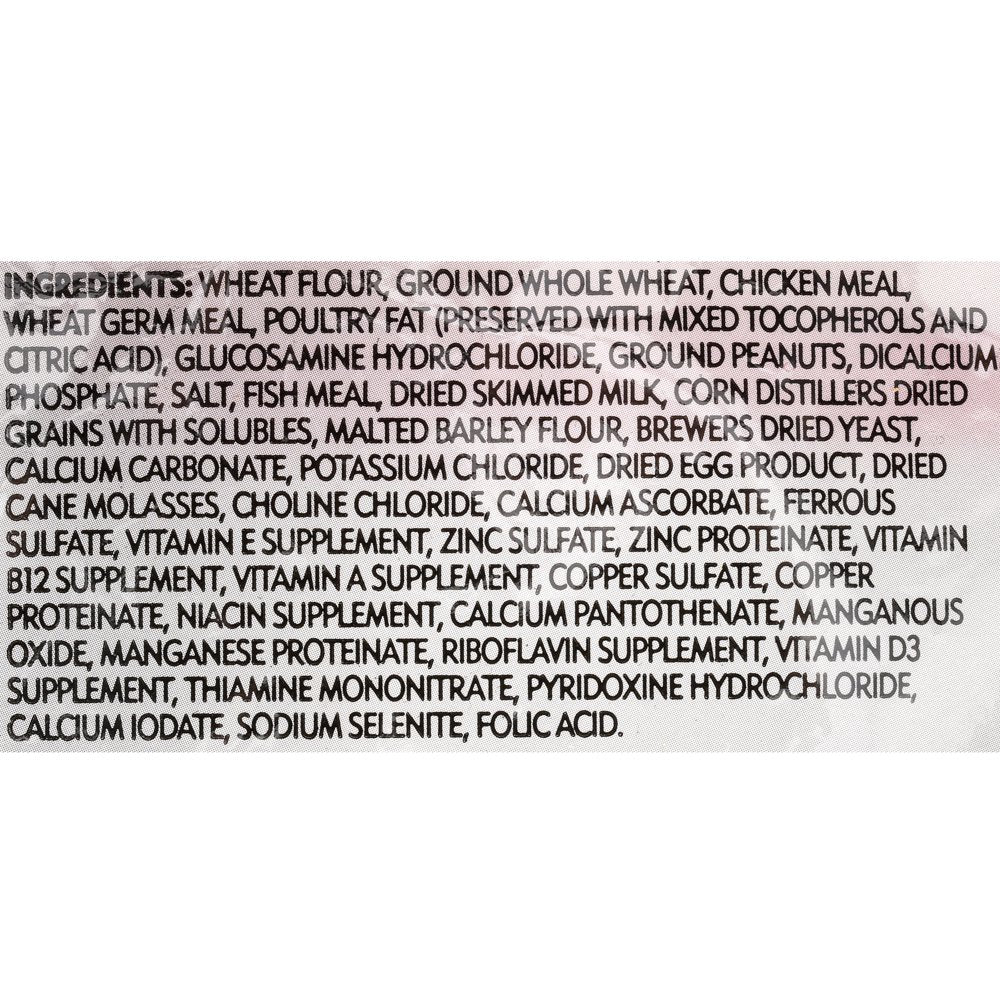 INGREDIENTS: WHEAT FLOUR, GROUND WHOLE WHEAT, CHICKEN MEAL,
WHEAT GERM MEAL, POULTRY FAT (PRESERVED WITH MIXED TOCOPHEROLS AND
CITRIC ACID), GLUCOSAMINE HYDROCHLORIDE, GROUND PEANUTS, DICALCIUM
PHOSPHATE, SALT, FISH MEAL, DRIED SKIMMED MILK, CORN DISTILLERS DRIED
GRAINS WITH SOLUBLES, MALTED BARLEY FLOUR, BREWERS DRIED YEAST,
CALCIUM CARBONATE, POTASSIUM CHLORIDE, DRIED EGG PRODUCT, DRIED
CANE MOLASSES, CHOLINE CHLORIDE, CALCIUM ASCORBATE, FERROUS
SULFATE, VITAMIN E SUPPLEMENT, ZINC SULFATE, ZINC PROTEINATE, VITAMIN
B12 SUPPLEMENT, VITAMIN A SUPPLEMENT, COPPER SULFATE, COPPER
PROTEINATE, NIACIN SUPPLEMENT, CALCIUM PANTOTHENATE, MANGANOUS
OXIDE, MANGANESE PROTEINATE, RIBOFLAVIN SUPPLEMENT, VITAMIN D3
SUPPLEMENT, THIAMINE MONONITRATE, PYRIDOXINE HYDROCHLORIDE,
CALCIUM IODATE, SODIUM SELENITE, FOLIC ACID.